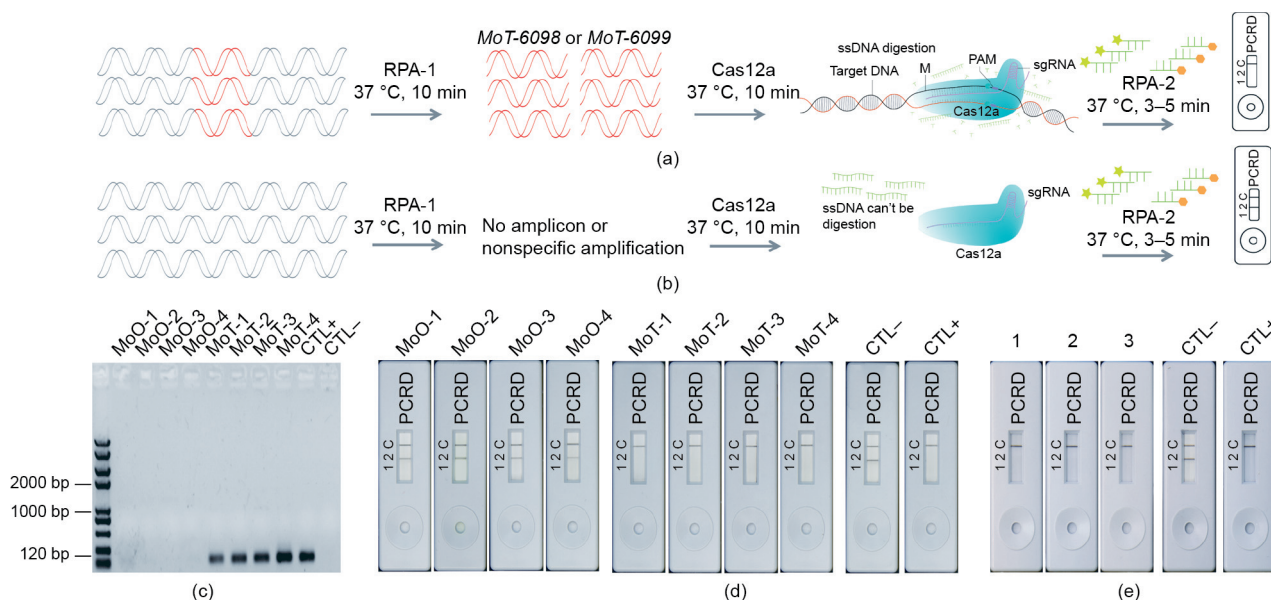 MoT-6098 or MoT-6099
RPA-1
37 °C, 10 min
Cas12a
37 °C, 10 min
ssDNA digestion
Target DNA
M
PAM
sgRNA
Cas12a
RPA-2
37 °C, 3–5 min
1 2 C
PCRD
(a)
RPA-1
37 °C, 10 min
No amplicon or
nonspecific amplification
Cas12a
37 °C, 10 min
ssDNA can't be
digestion
sgRNA
Cas12a
RPA-2
37 °C, 3–5 min
1 2 C
PCRD
(b)
MoO-1
MoO-2
MoO-3
MoO-4
MoT-1
MoT-2
MoT-3
MoT-4
CTL+
CTL–
2000 bp
1000 bp
120 bp
(c)
MoO-1
MoO-2
MoO-3
MoO-4
MoT-1
MoT-2
MoT-3
MoT-4
CTL–
CTL+
1 2 C PCRD
1 2 C PCRD
1 2 C PCRD
1 2 C PCRD
1 2 C PCRD
1 2 C PCRD
1 2 C PCRD
1 2 C PCRD
1 2 C PCRD
1 2 C PCRD
(d)
1
2
3
CTL–
CTL+
1 2 C PCRD
1 2 C PCRD
1 2 C PCRD
1 2 C PCRD
1 2 C PCRD
(e)